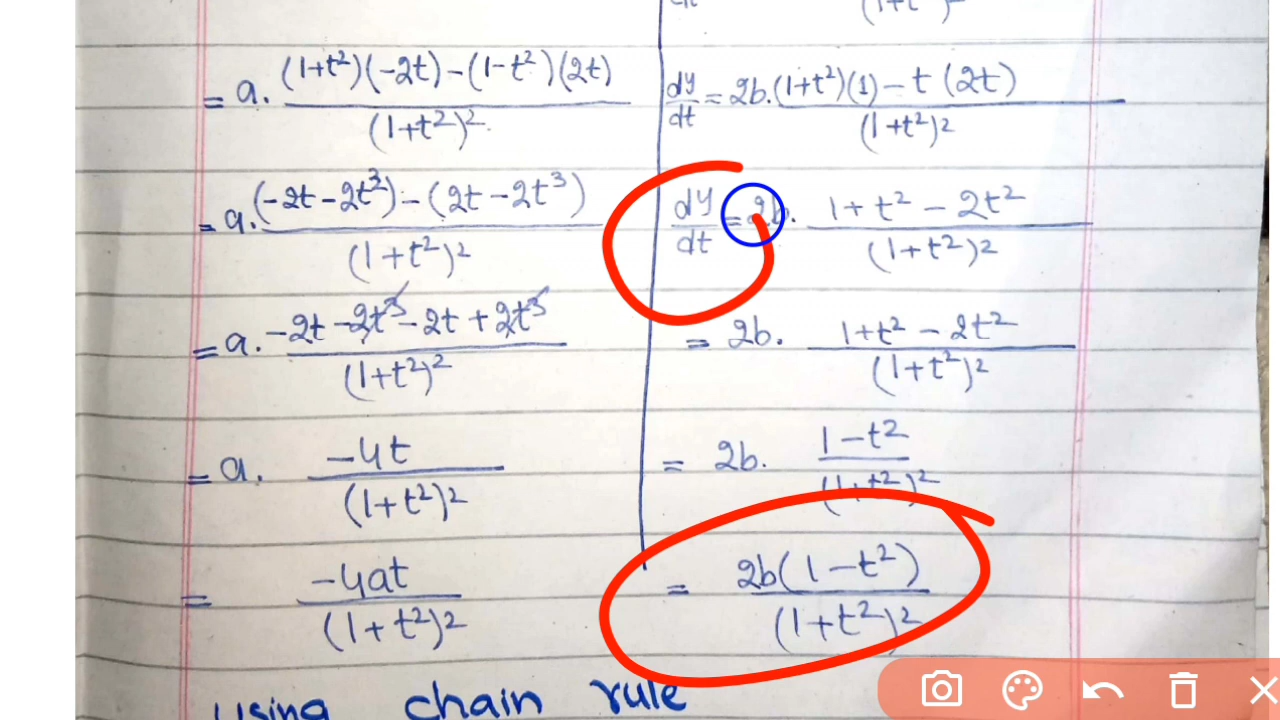 = a. (1+t²)(-2t) - (1-t²)(2t) / (1+t²)²
= a. (-2t - 2t³) - (2t - 2t³) / (1+t²)²
= a. -2t - 2t³ - 2t + 2t³ / (1+t²)²
= a. -4t / (1+t²)²
= -4at / (1+t²)²
dy/dt = 2b. (1+t²)(1) - t (2t) / (1+t²)²
dy/dt = 2b. 1 + t² - 2t² / (1+t²)²
= 2b. 1+t² - 2t² / (1+t²)²
= 2b. 1-t² / (1+t²)²
= 2b(1-t²) / (1+t²)²
using chain rule